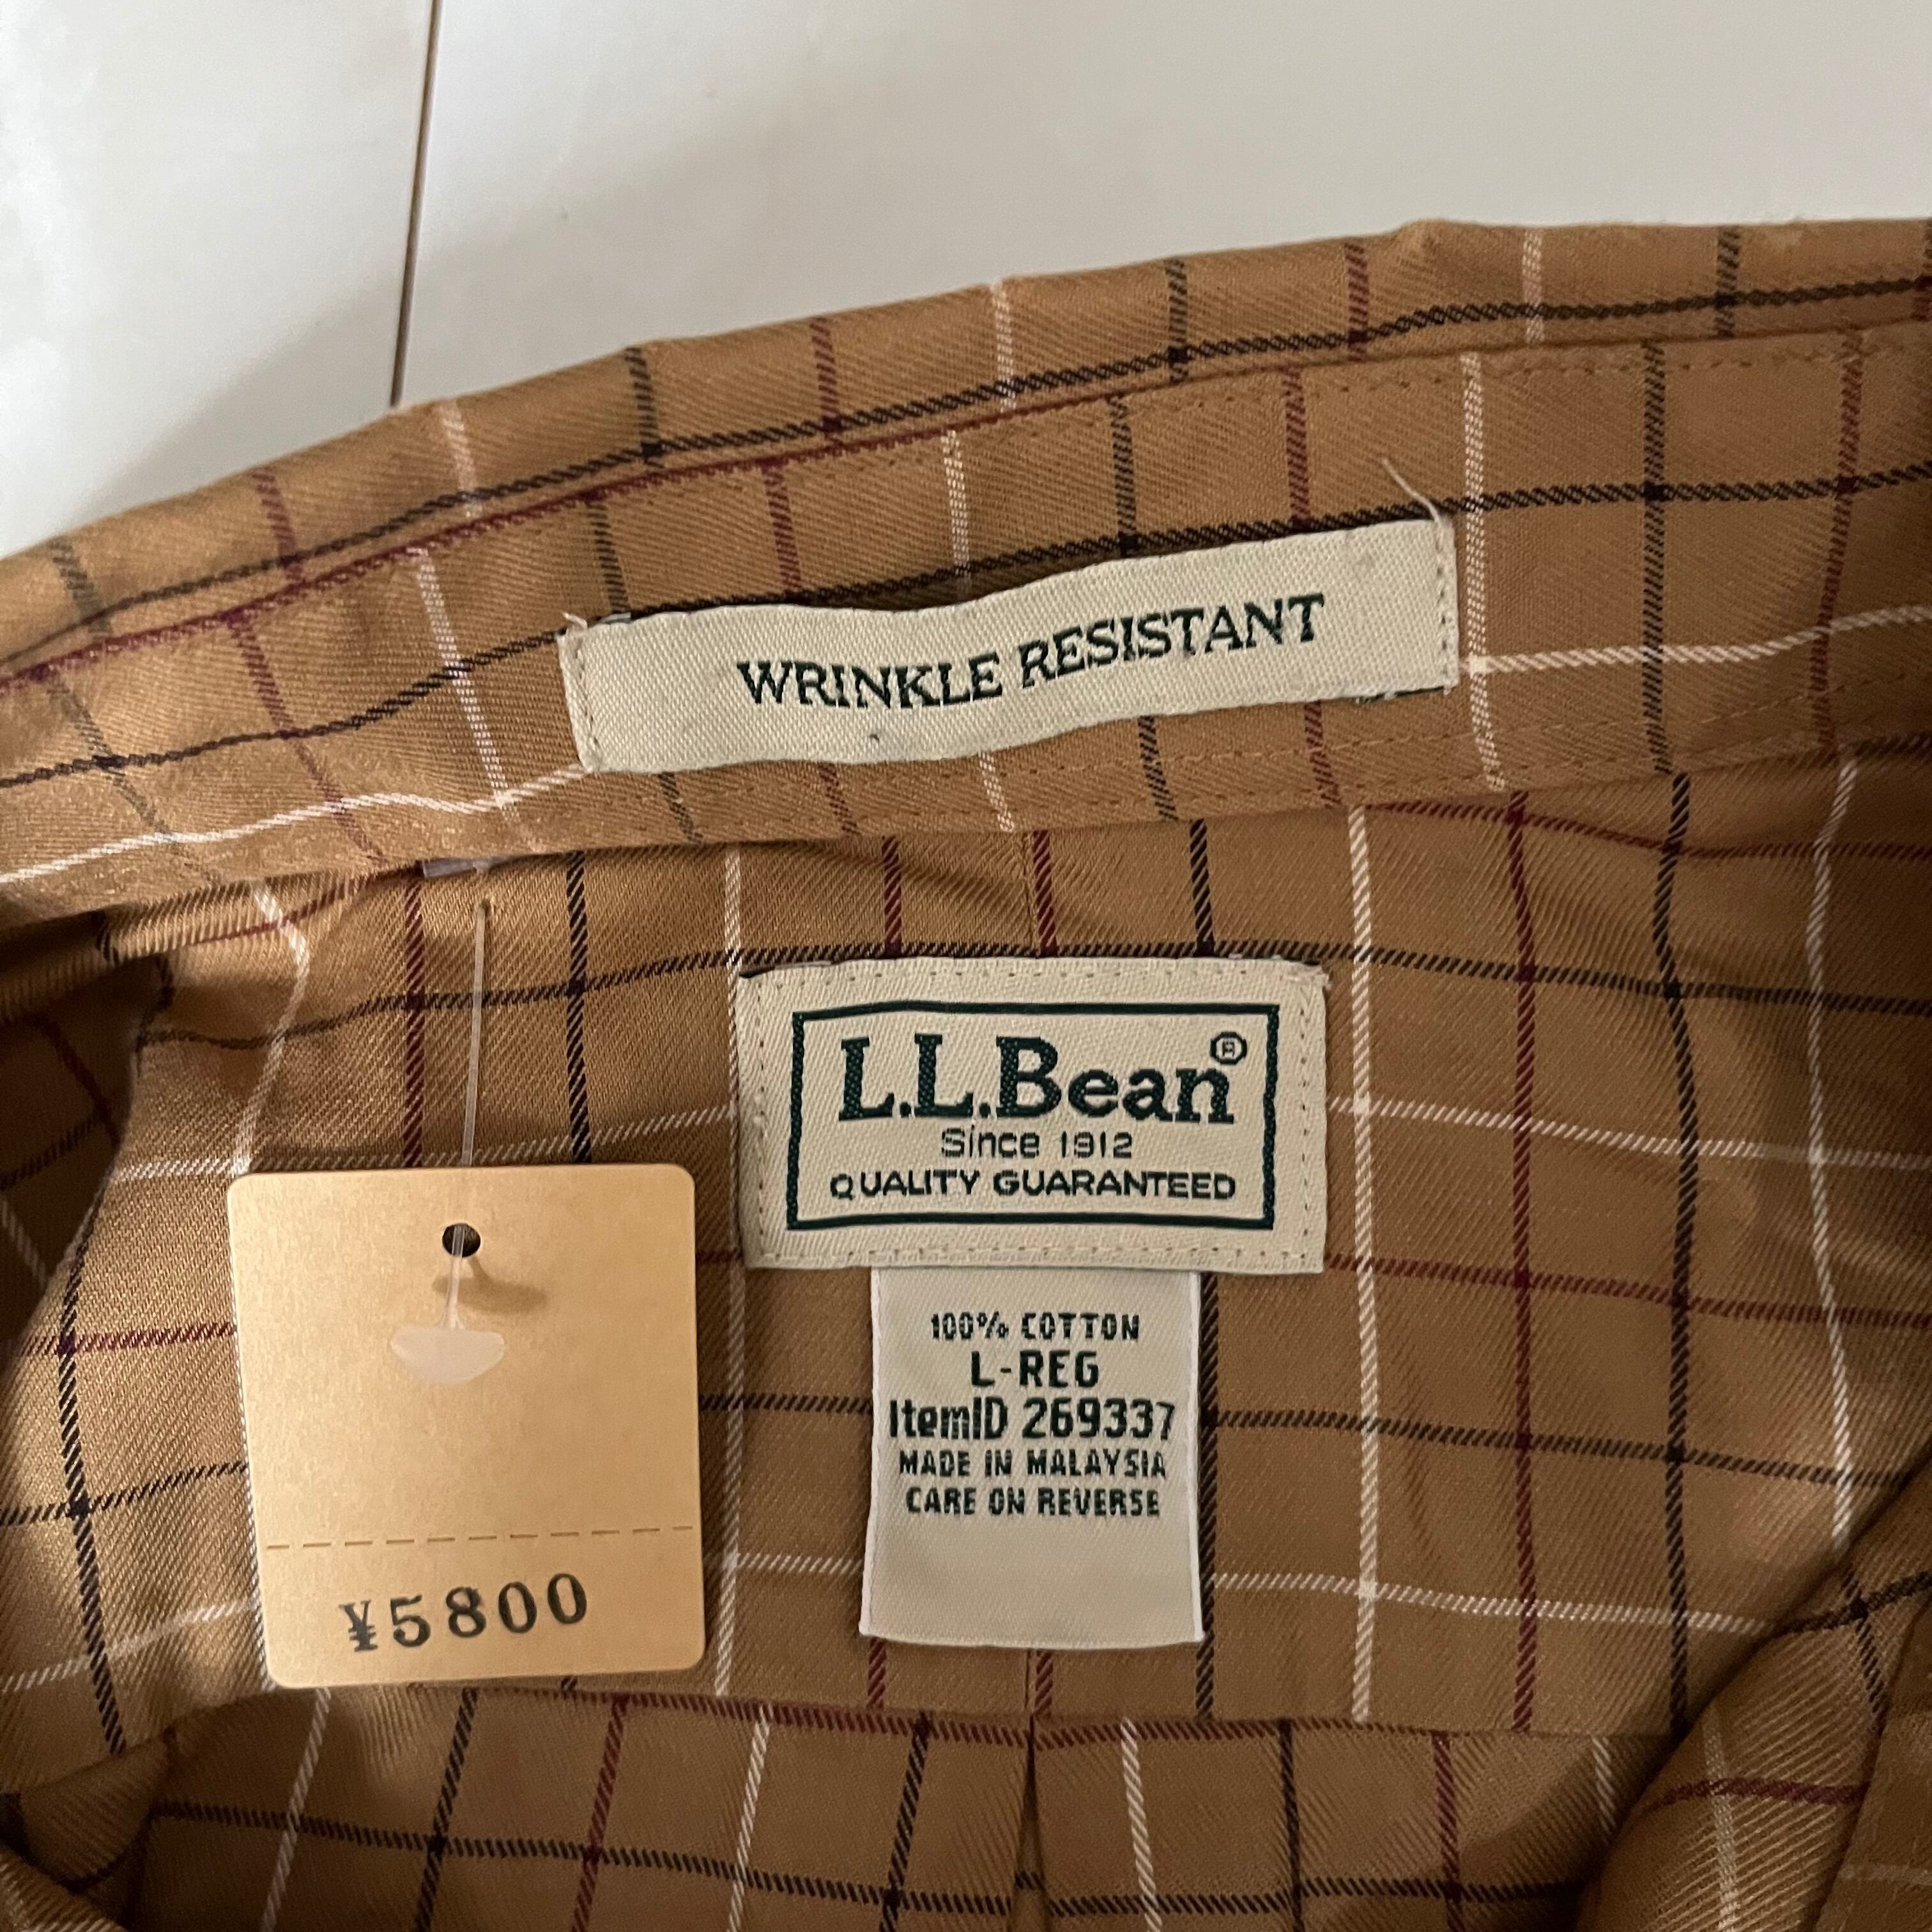 WRINKLE RESISTANT
L.L.Bean®
Since 1912
QUALITY GUARANTEED
100% COTTON
L-REG
ItemID 269337
MADE IN MALAYSIA
CARE ON REVERSE
¥5800